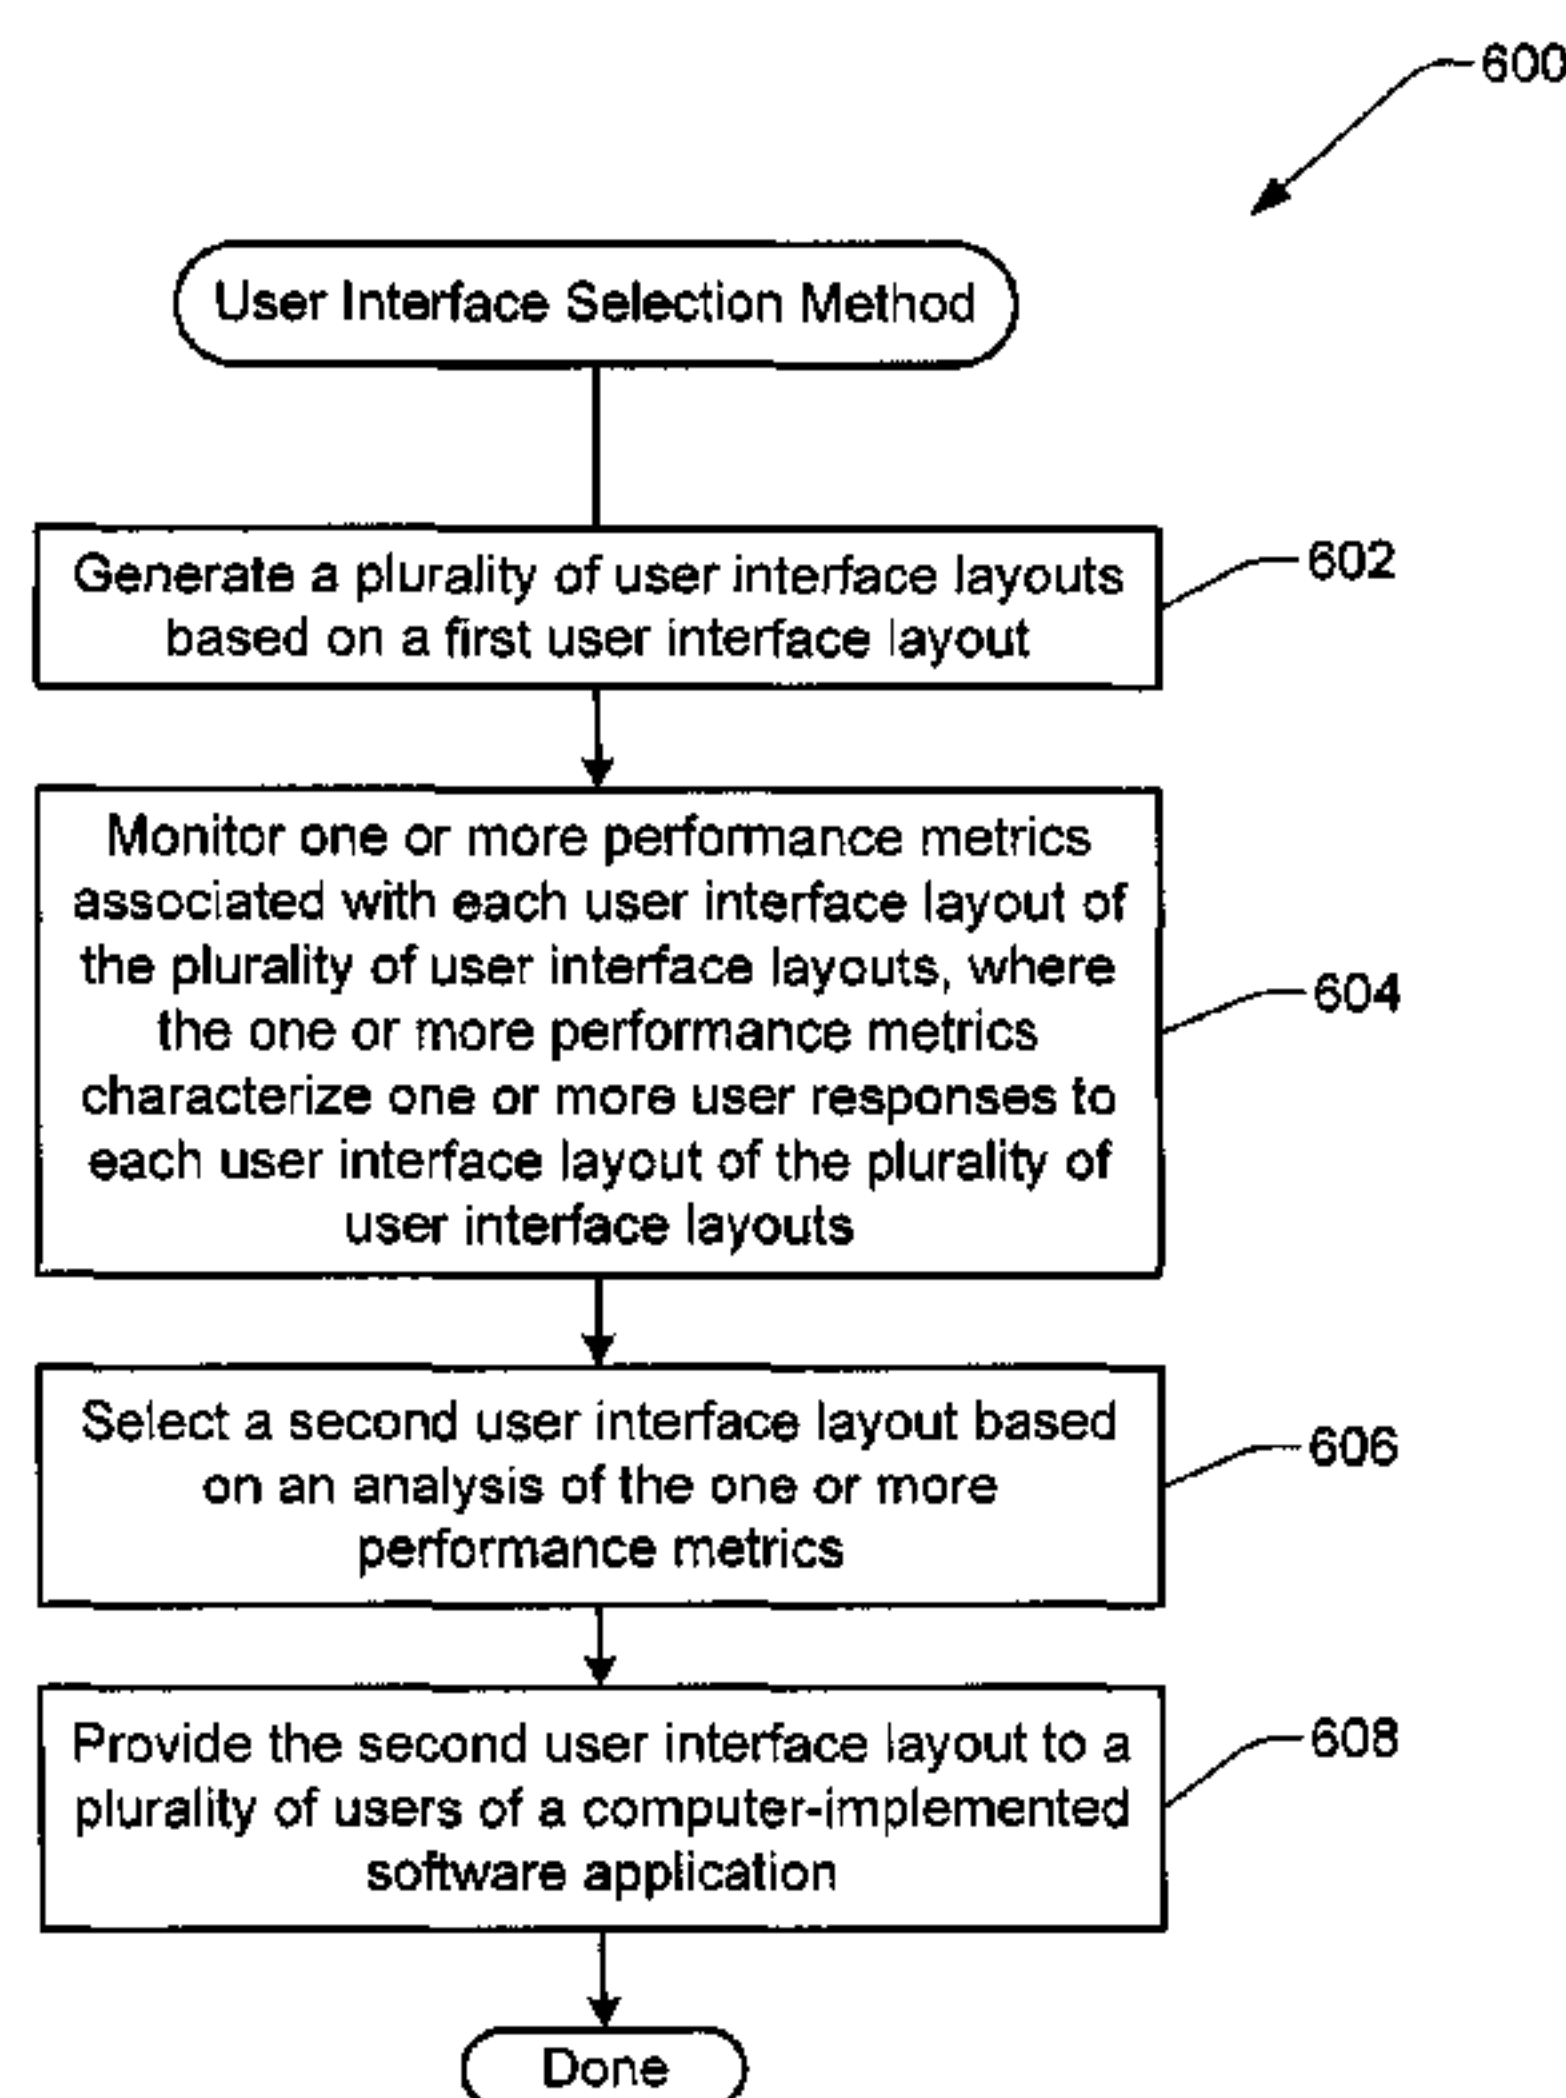 600
User Interface Selection Method
Generate a plurality of user interface layouts
based on a first user interface layout
602
Monitor one or more performance metrics
associated with each user interface layout of
the plurality of user interface layouts, where
the one or more performance metrics
characterize one or more user responses to
each user interface layout of the plurality of
user interface layouts
604
Select a second user interface layout based
on an analysis of the one or more
performance metrics
606
Provide the second user interface layout to a
plurality of users of a computer-implemented
software application
608
Done